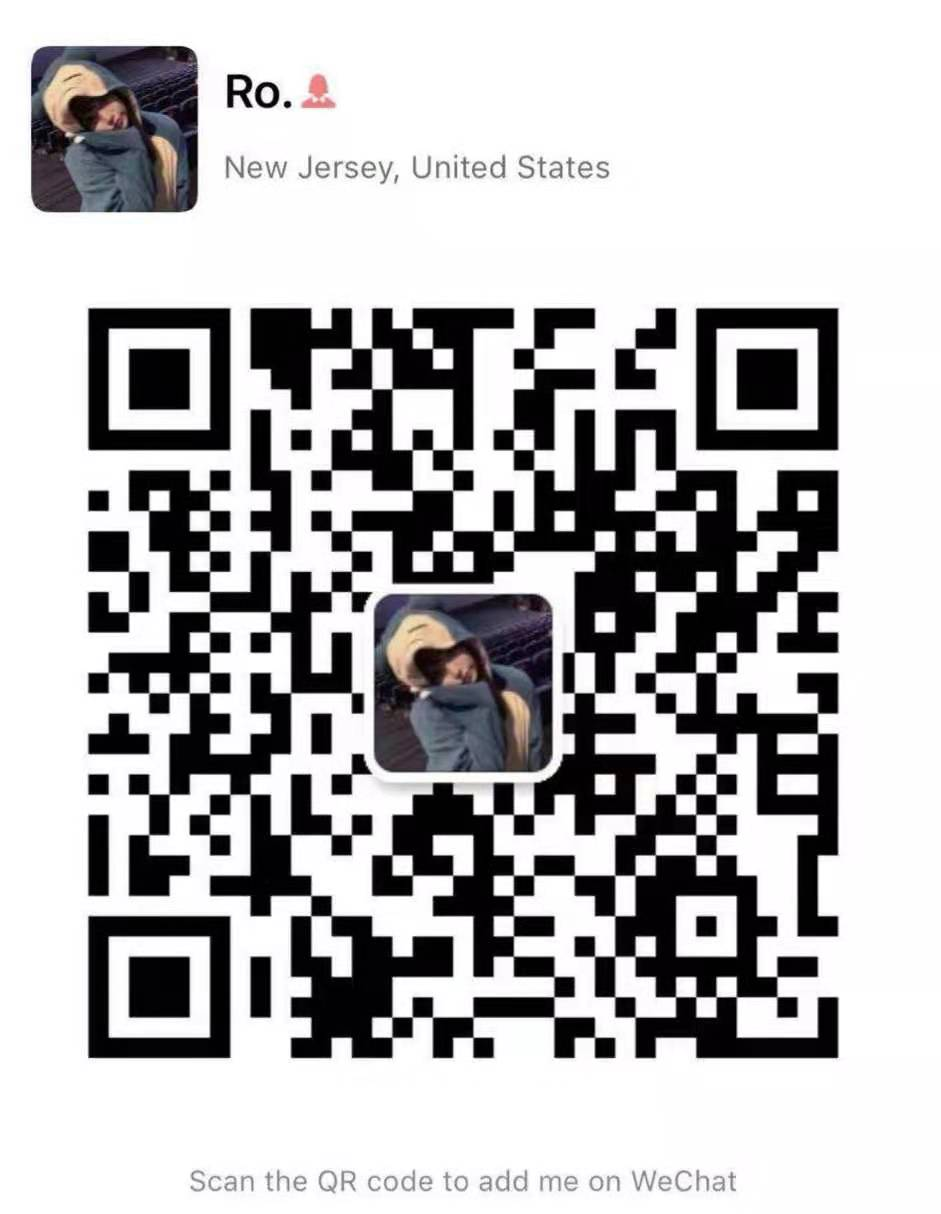 Ro.
New Jersey, United States
Scan the QR code to add me on WeChat